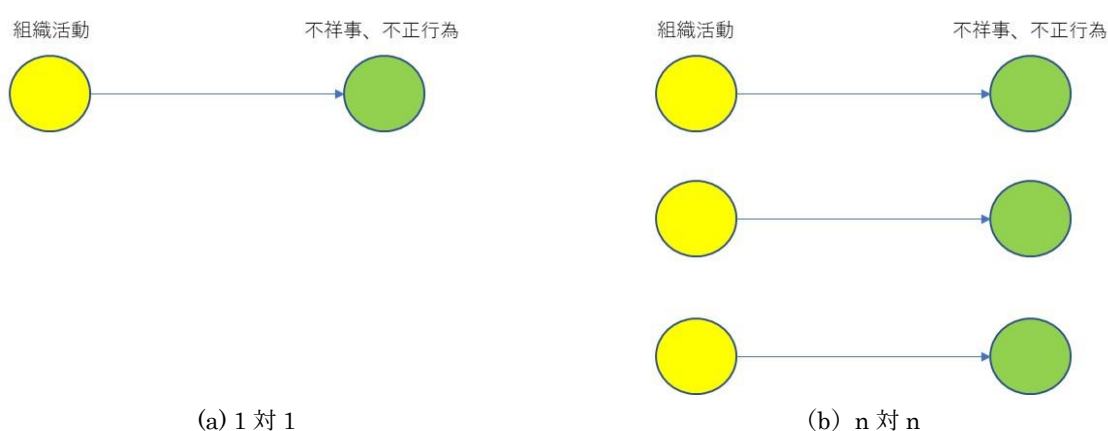 組織活動 不祥事、不正行為 組織活動 不祥事、不正行為
(a) 1 対 1 (b) n 対 n